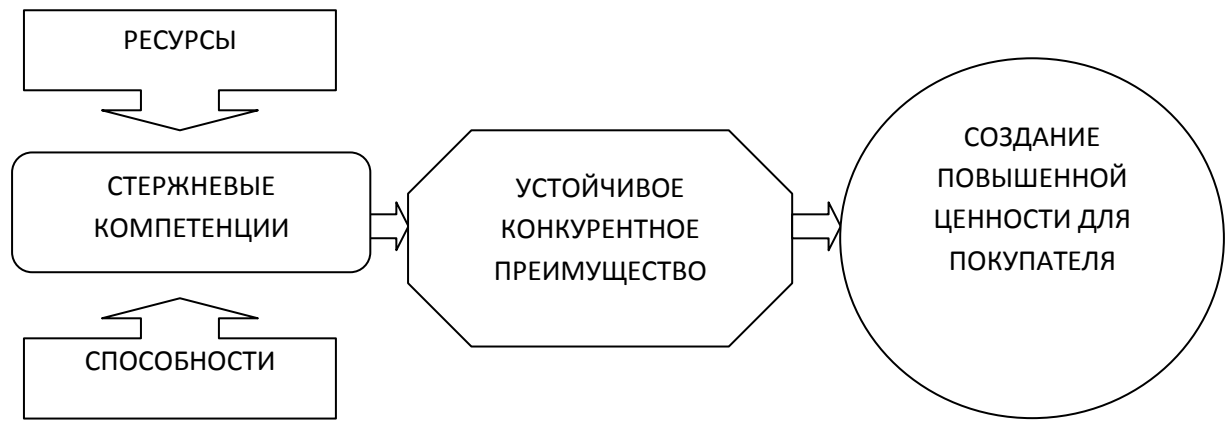 РЕСУРСЫ
СТЕРЖНЕВЫЕ
КОМПЕТЕНЦИИ
СПОСОБНОСТИ
УСТОЙЧИВОЕ
КОНКУРЕНТНОЕ
ПРЕИМУЩЕСТВО
СОЗДАНИЕ
ПОВЫШЕННОЙ
ЦЕННОСТИ ДЛЯ
ПОКУПАТЕЛЯ